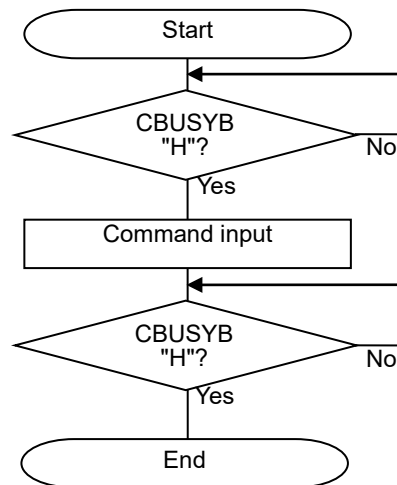 Start
CBUSYB
"H"?
No
Yes
Command input
CBUSYB
"H"?
No
Yes
End